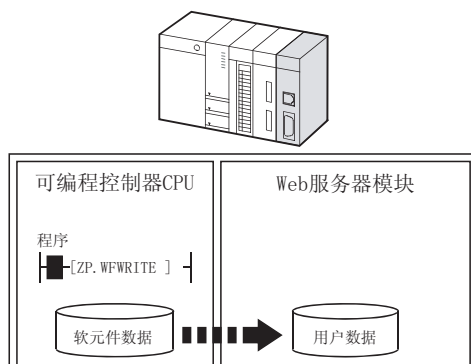 可编程控制器CPU
Web服务器模块
程序
[ZP.WFWRITE ]
软元件数据
用户数据